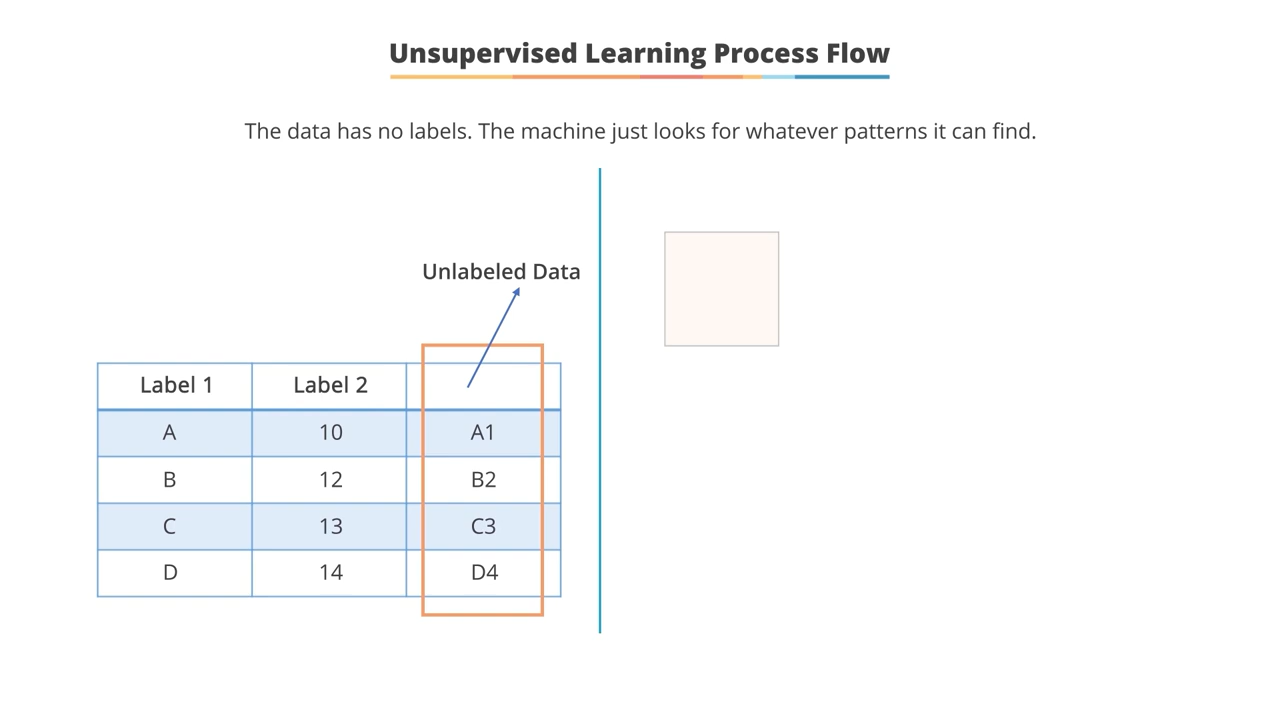 Unsupervised Learning Process Flow
The data has no labels. The machine just looks for whatever patterns it can find.
Unlabeled Data
Label 1 Label 2
A 10 A1
B 12 B2
C 13 C3
D 14 D4